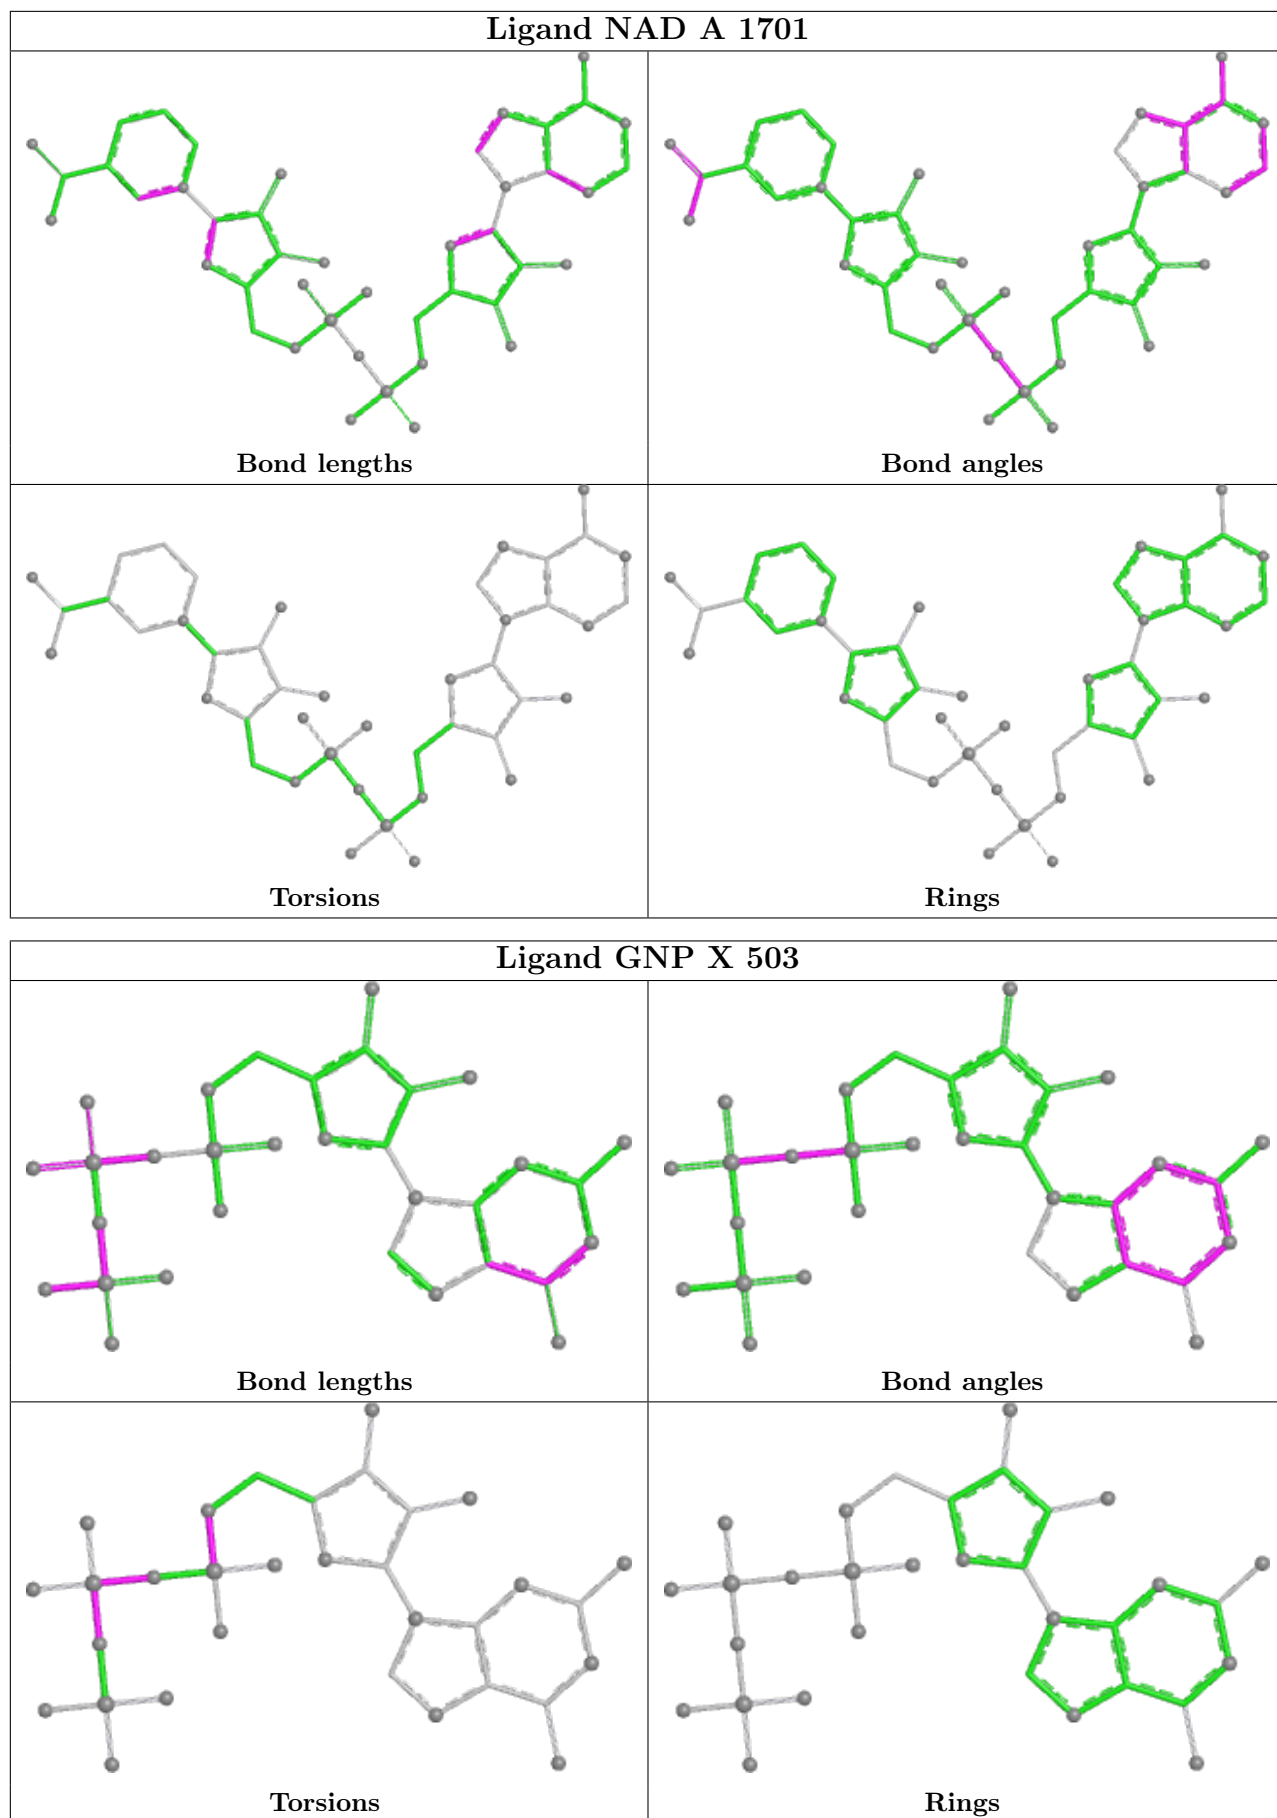 Ligand NAD A 1701
Bond lengths
Bond angles
Torsions
Rings
Ligand GNP X 503
Bond lengths
Bond angles
Torsions
Rings